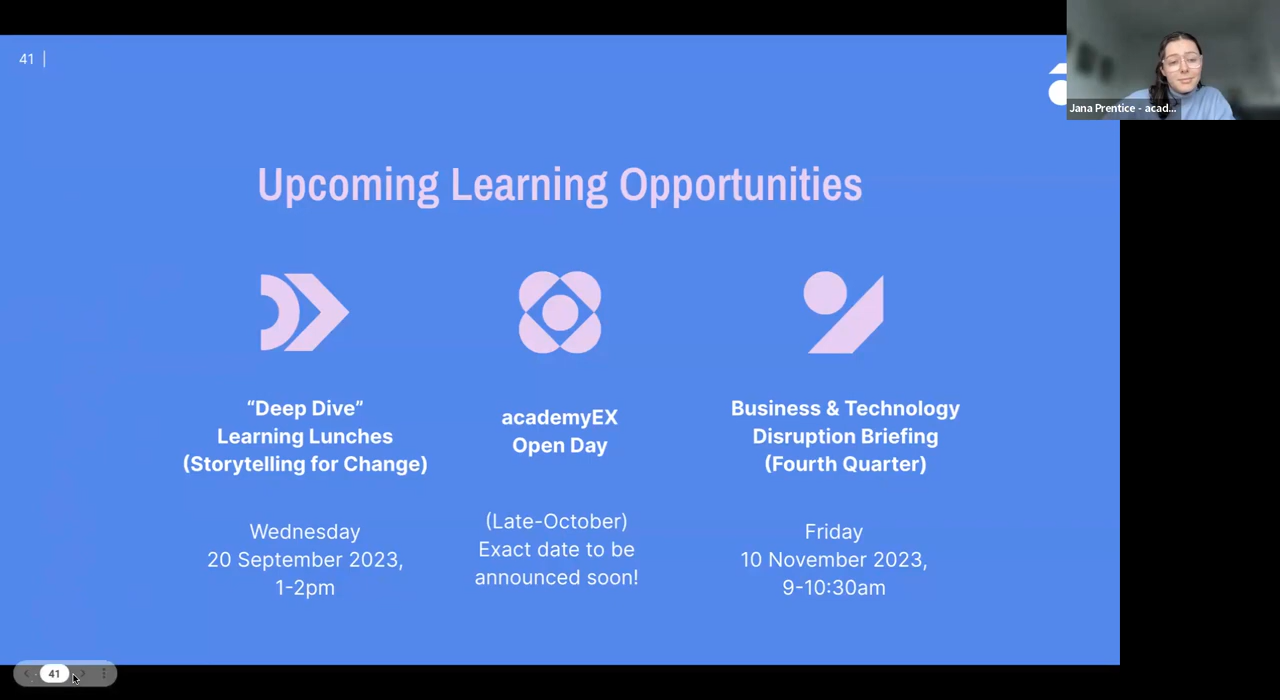 41
Jana Prentice - acad...
Upcoming Learning Opportunities
“Deep Dive”
Learning Lunches
(Storytelling for Change)
Wednesday
20 September 2023,
1-2pm
academyEX
Open Day
(Late-October)
Exact date to be
announced soon!
Business & Technology
Disruption Briefing
(Fourth Quarter)
Friday
10 November 2023,
9-10:30am
41